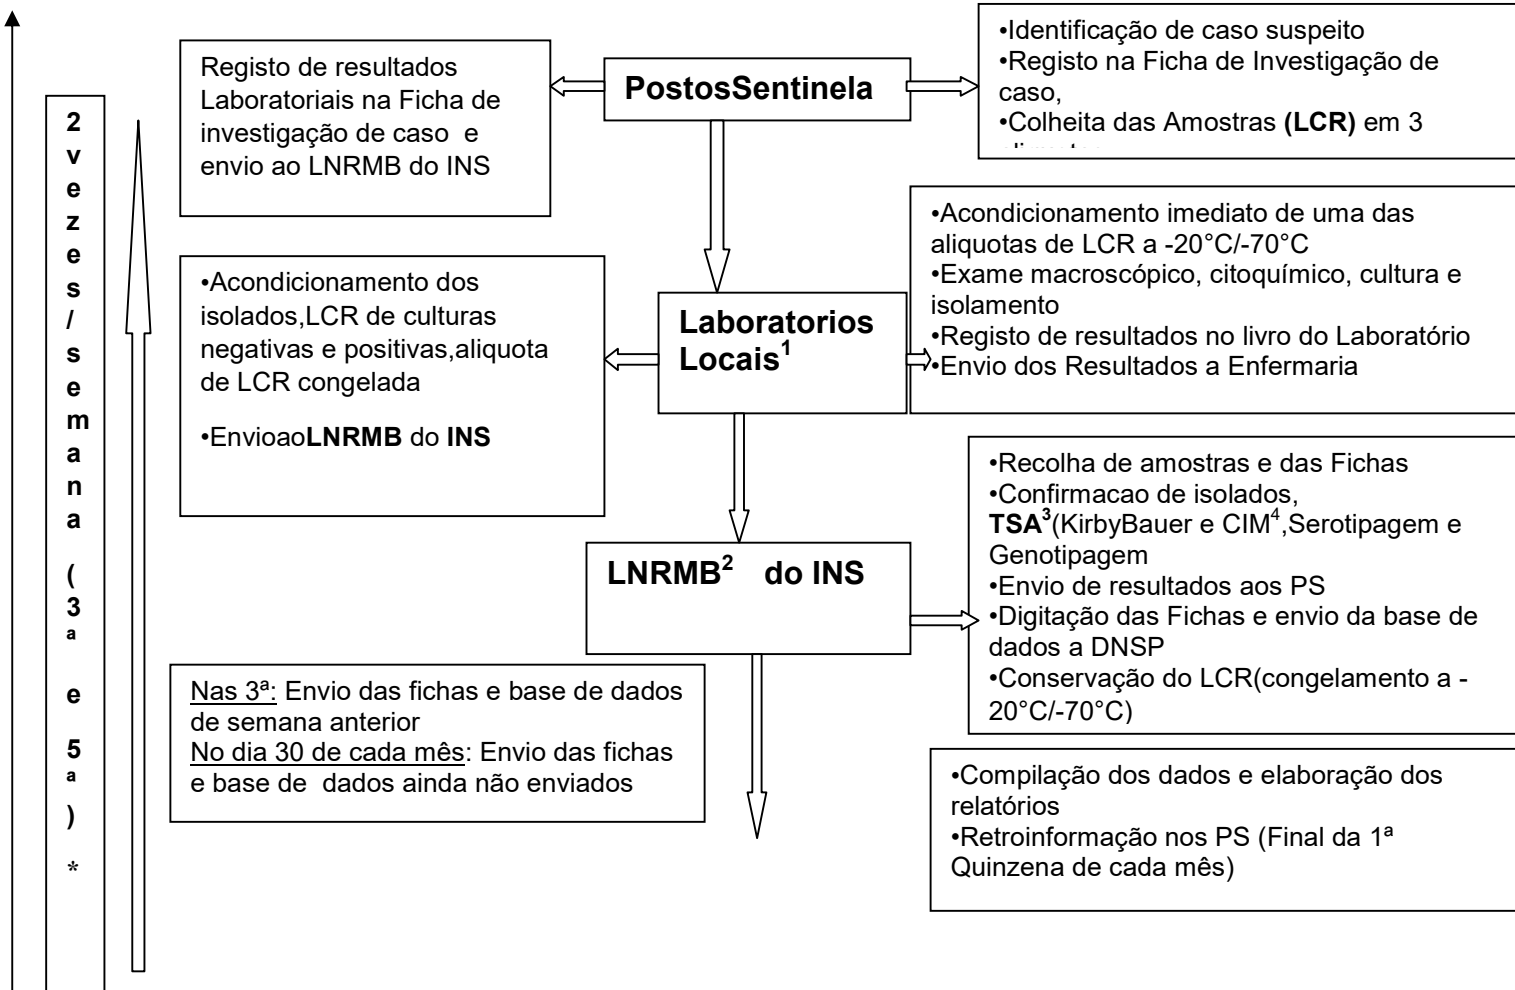 Registo de resultados
Laboratoriais na Ficha de
investigação de caso e
envio ao LNRMB do INS
PostosSentinela
•Identificação de caso suspeito
•Registo na Ficha de Investigação de
caso,
•Colheita das Amostras (LCR) em 3
2 vezes/semana (3ª e 5ª) *
•Acondicionamento dos
isolados,LCR de culturas
negativas e positivas,aliquota
de LCR congelada
•EnvioaoLNRMB do INS
Laboratorios
Locais¹
•Acondicionamento imediato de uma das
aliquotas de LCR a -20°C/-70°C
•Exame macroscópico, citoquímico, cultura e
isolamento
•Registo de resultados no livro do Laboratório
•Envio dos Resultados a Enfermaria
LNRMB² do INS
•Recolha de amostras e das Fichas
•Confirmacao de isolados,
TSA³(KirbyBauer e CIM⁴,Serotipagem e
Genotipagem
•Envio de resultados aos PS
•Digitação das Fichas e envio da base de
dados a DNSP
•Conservação do LCR(congelamento a -
20°C/-70°C)
Nas 3ª: Envio das fichas e base de dados
de semana anterior
No dia 30 de cada mês: Envio das fichas
e base de dados ainda não enviados
•Compilação dos dados e elaboração dos
relatórios
•Retroinformação nos PS (Final da 1ª
Quinzena de cada mês)